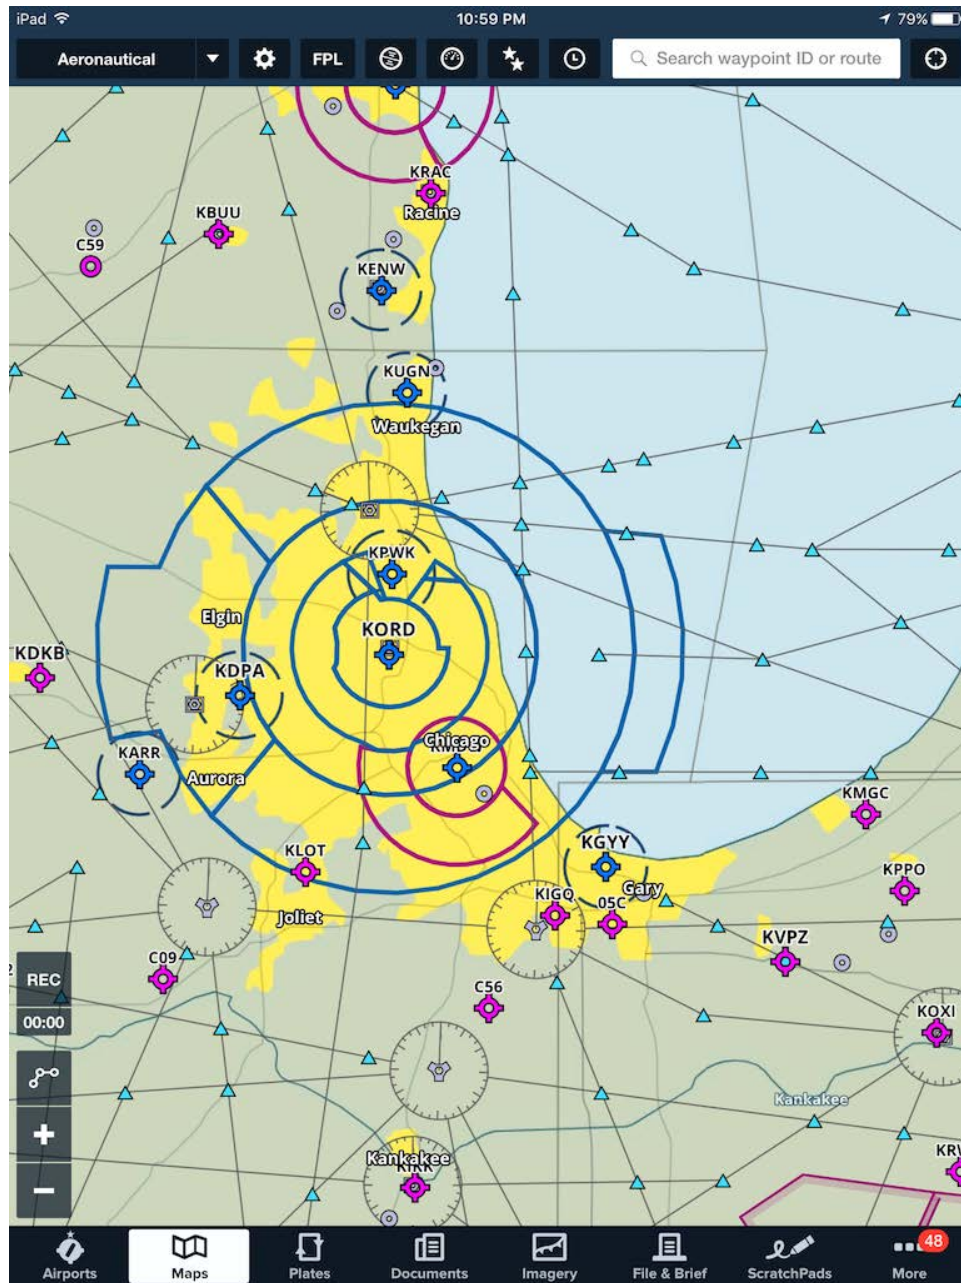 iPad 10:59 PM 79%
Aeronautical FPL Search waypoint ID or route
KRAC
Racine
KBUU
C59
KENW
KUGN
Waukegan
KPWK
Elgin
KORD
KDKB
KDPA
Chicago
KARR
Aurora
KMGC
KGYY
KLOT
KPPO
Gary
KIGQ
05C
Joliet
KVPZ
C09
REC
C56
KOXI
00:00
Kankakee
Kankakee
KIKK
Airports Maps Plates Documents Imagery File & Brief ScratchPads More
48